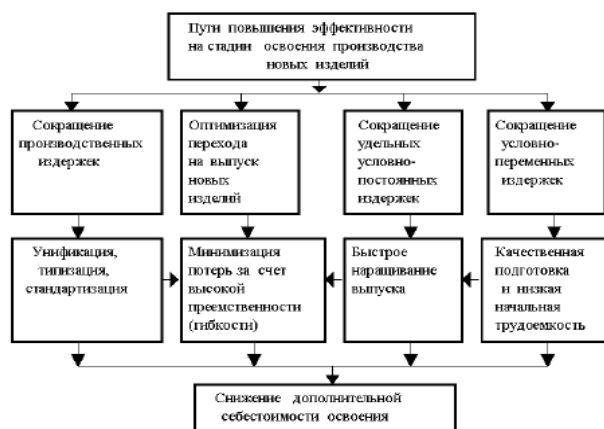 Пути повышения эффективности
на стадии освоения производства
новых изделий
Сокращение
производственных
издержек
Оптимизация
перехода
на выпуск
новых
изделий
Сокращение
удельных
условно-
постоянных
издержек
Сокращение
условно-
переменных
издержек
Унификация,
типизация,
стандартизация
Минимизация
потерь за счет
высокой
преемственности
(гибкости)
Быстрое
наращивание
выпуска
Качественная
подготовка
и низкая
начальная
трудоемкость
Снижение дополнительной
себестоимости освоения